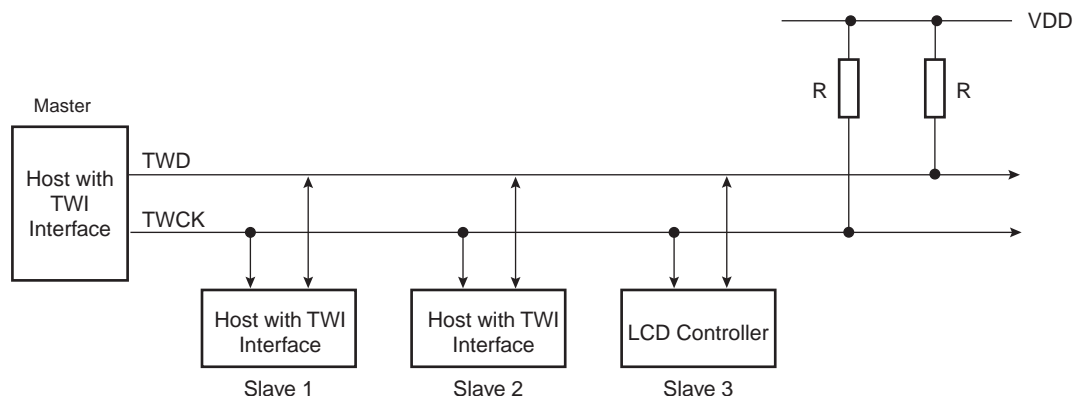 VDD
R
R
Master
Host with
TWI
Interface
TWD
TWCK
Host with TWI
Interface
Slave 1
Host with TWI
Interface
Slave 2
LCD Controller
Slave 3